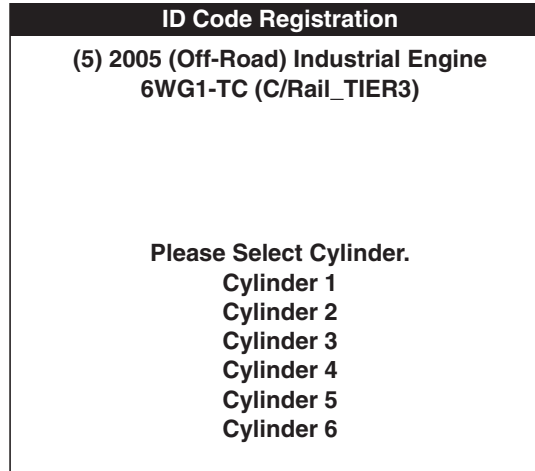 ID Code Registration
(5) 2005 (Off-Road) Industrial Engine
6WG1-TC (C/Rail_TIER3)
Please Select Cylinder.
Cylinder 1
Cylinder 2
Cylinder 3
Cylinder 4
Cylinder 5
Cylinder 6